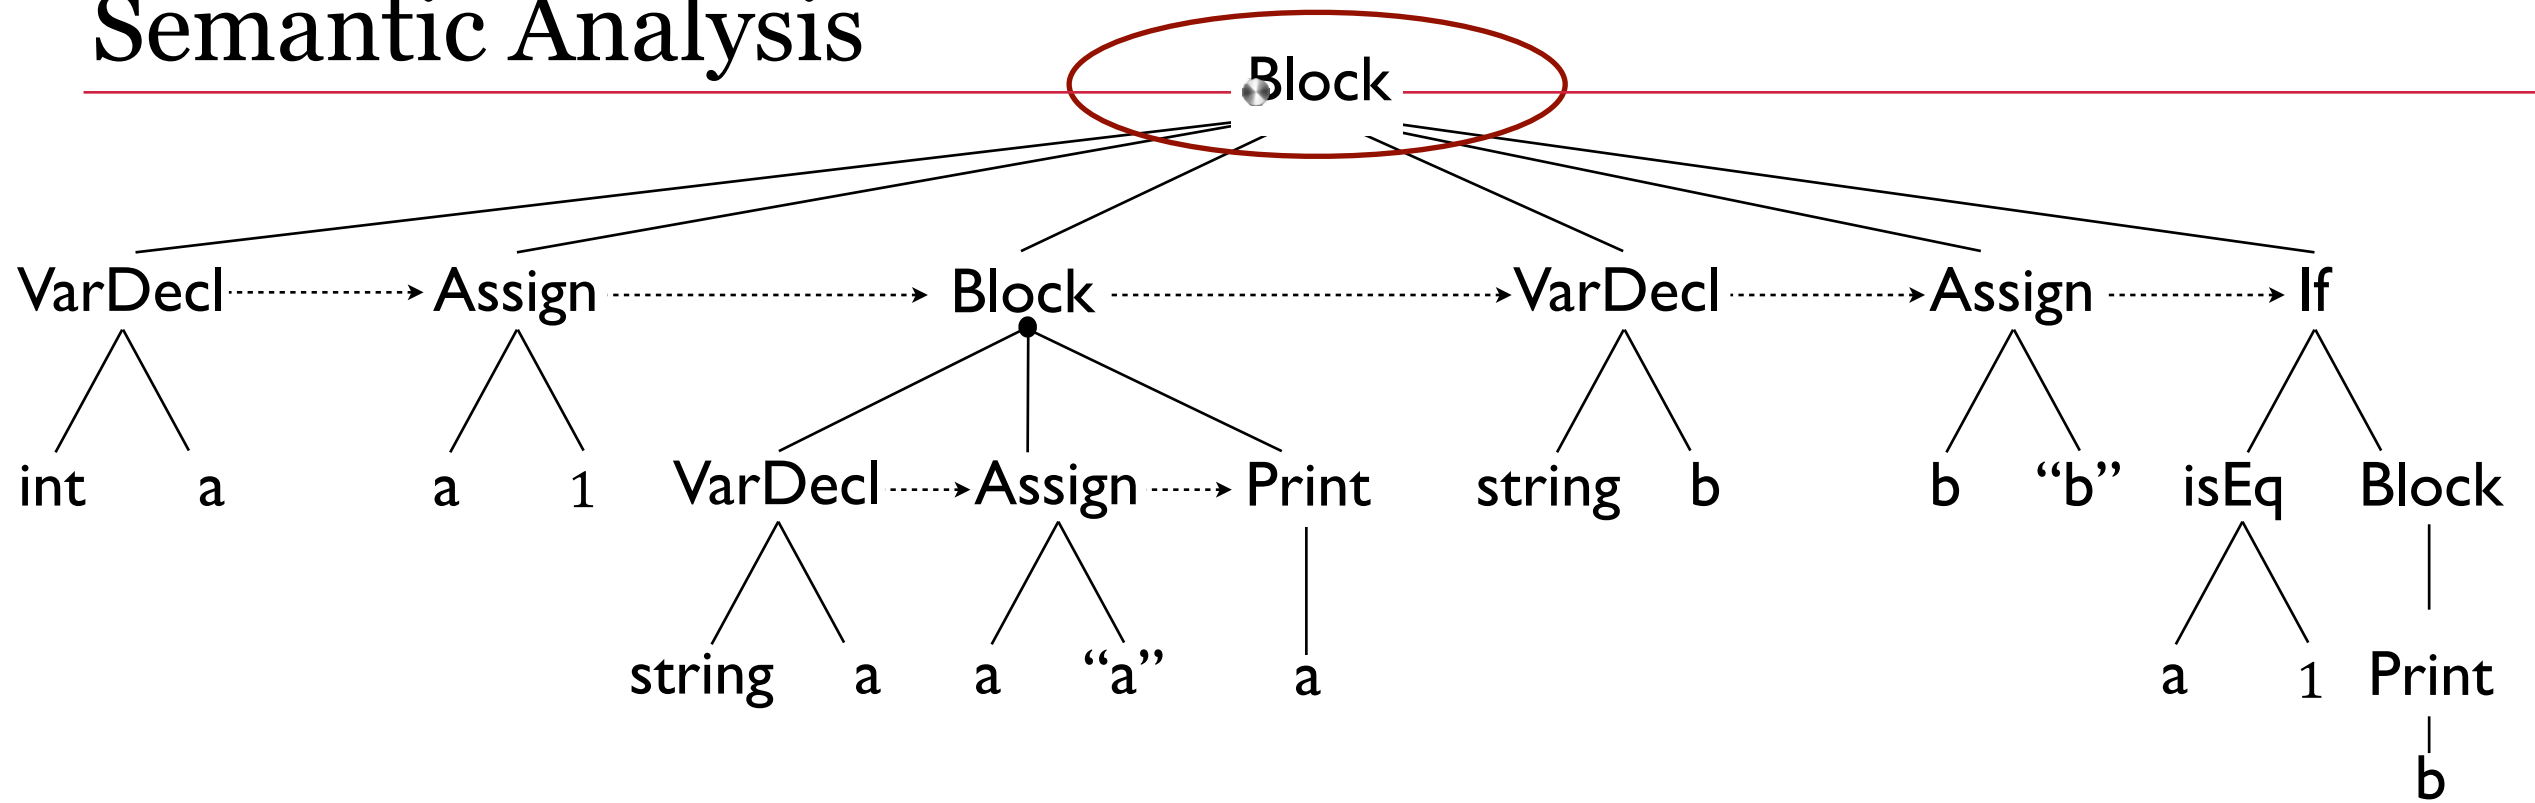 Semantic Analysis
Block
VarDecl Assign Block VarDecl Assign If
int a a 1 VarDecl Assign Print string b b “b” isEq Block
string a a “a” a a 1 Print
b